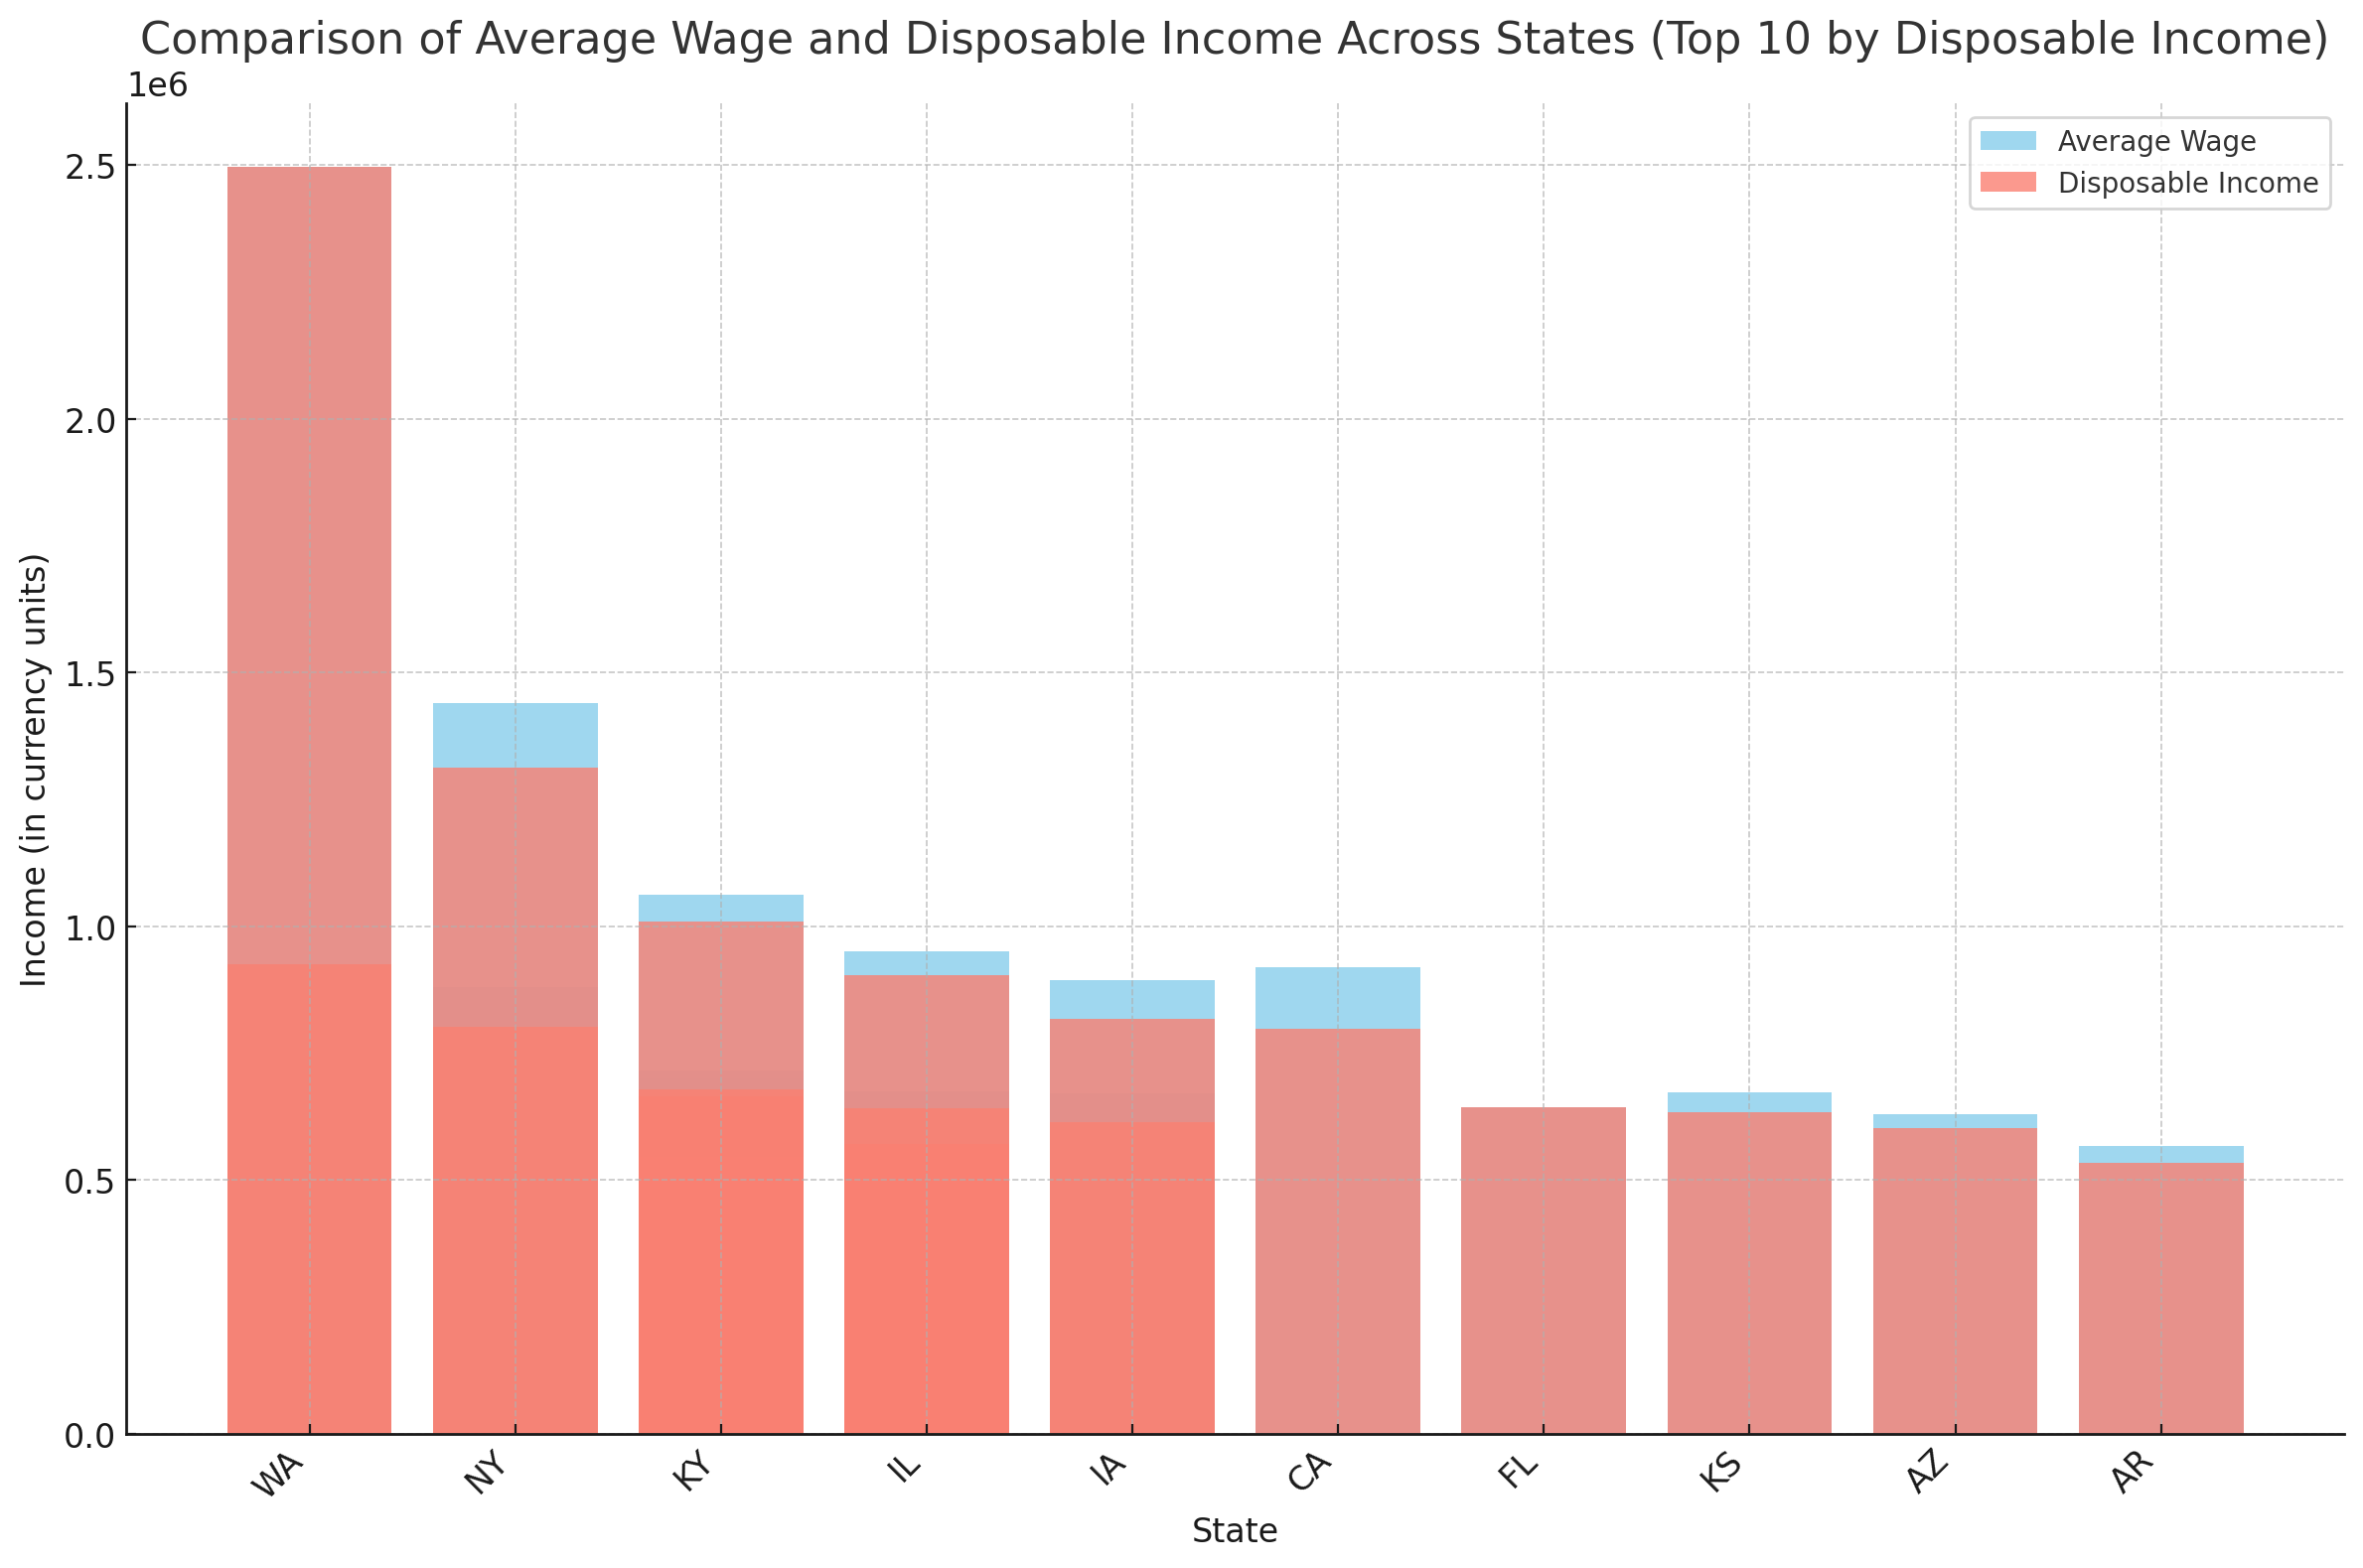 Comparison of Average Wage and Disposable Income Across States (Top 10 by Disposable Income)
1e6
Average Wage
Disposable Income
2.5
2.0
1.5
1.0
0.5
0.0
Income (in currency units)
WA
NY
KY
IL
IA
CA
FL
KS
AZ
AR
State